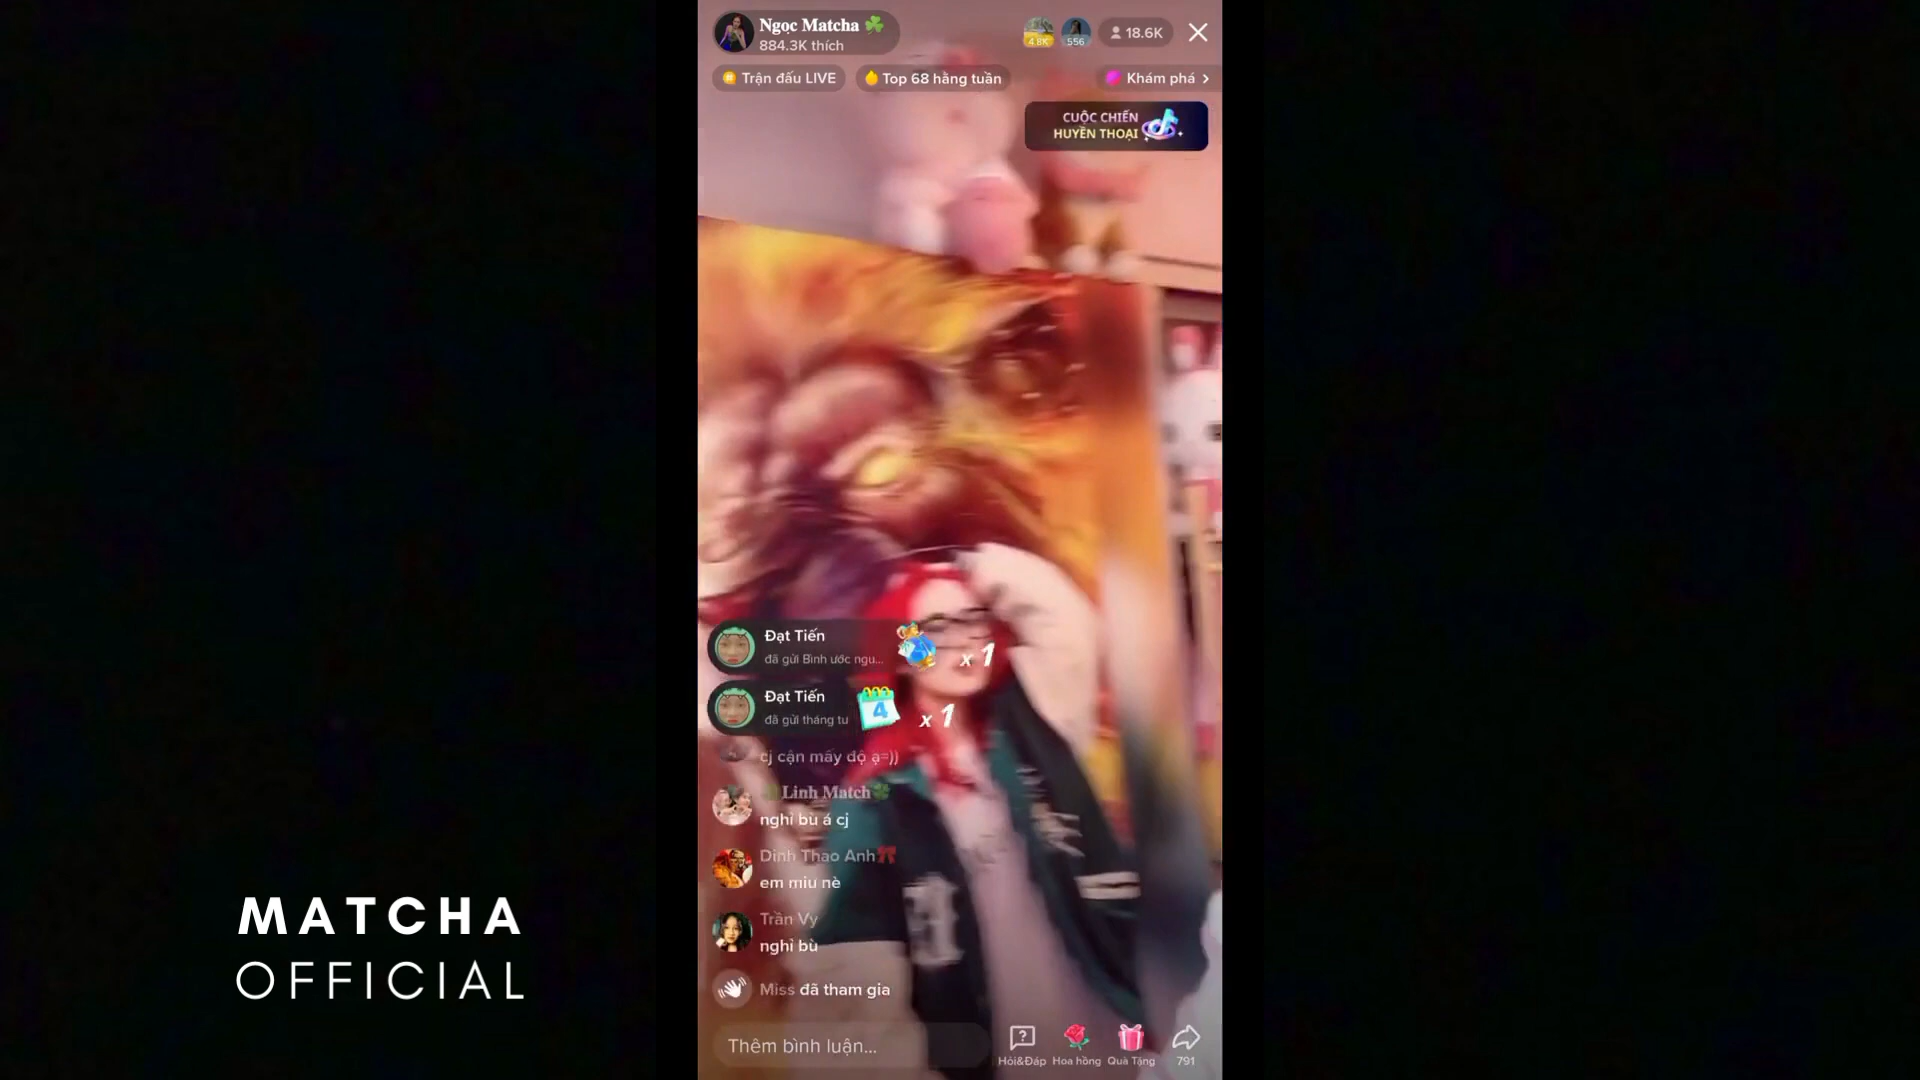 Ngọc Matcha
884.3K thích
4.8K
556
18.6K
Trận đấu LIVE
Top 68 hằng tuần
Khám phá
CUỘC CHIẾN
HUYỀN THOẠI
Đạt Tiến
đã gửi Bình ước ngu...
x 1
Đạt Tiến
đã gửi tháng tư
4
x 1
cj cận mấy độ ạ=))
Linh Match
nghỉ bù á cj
Dinh Thao Anh
em miu nè
Trần Vy
nghỉ bù
Miss đã tham gia
Thêm bình luận...
Hỏi&Đáp
Hoa hồng
Quà Tặng
791
MATCHA
OFFICIAL